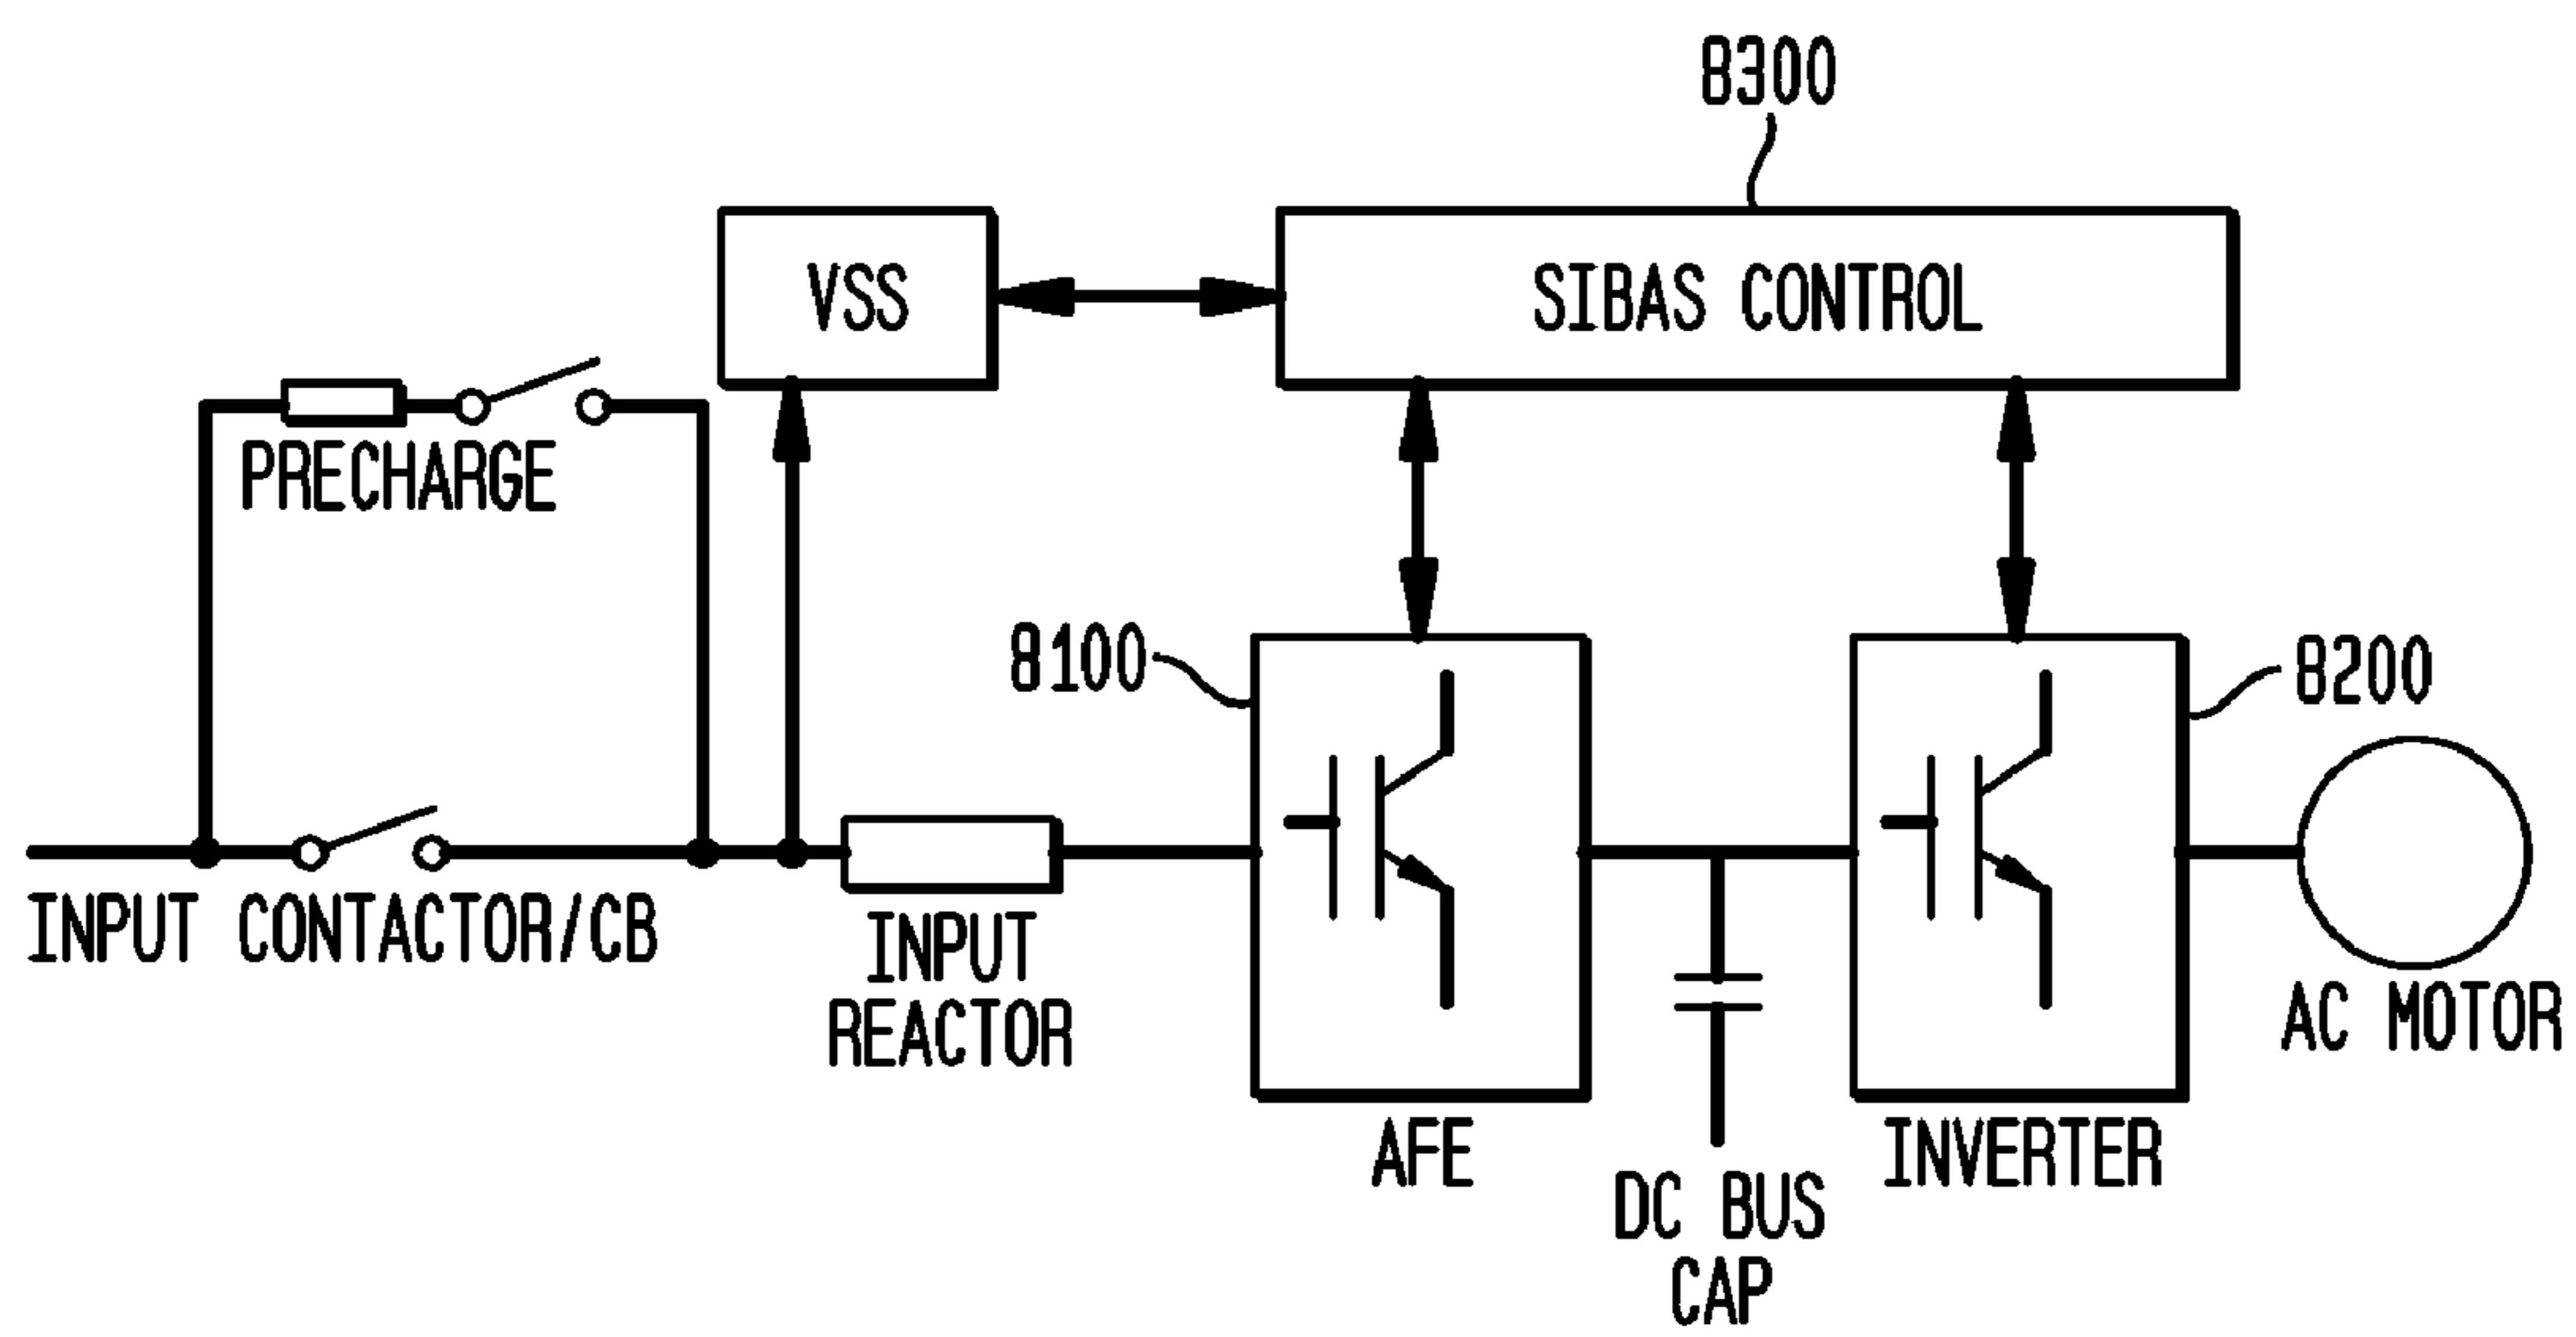 8300
VSS
SIBAS CONTROL
PRECHARGE
8100
8200
INPUT CONTACTOR/CB
INPUT
REACTOR
AC MOTOR
AFE
INVERTER
DC BUS
CAP